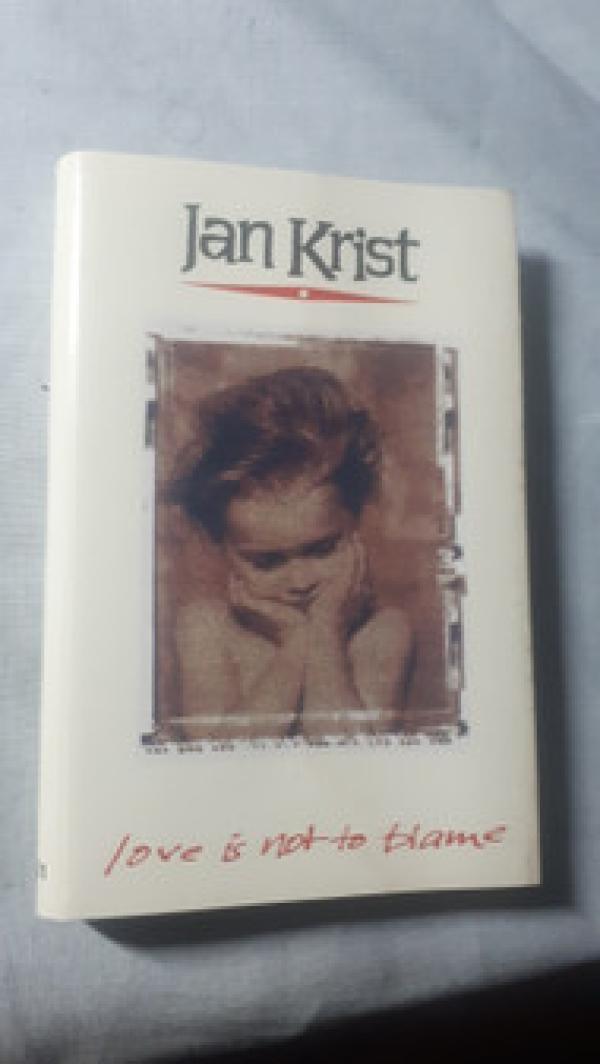 Jan Krist
love is not to blame